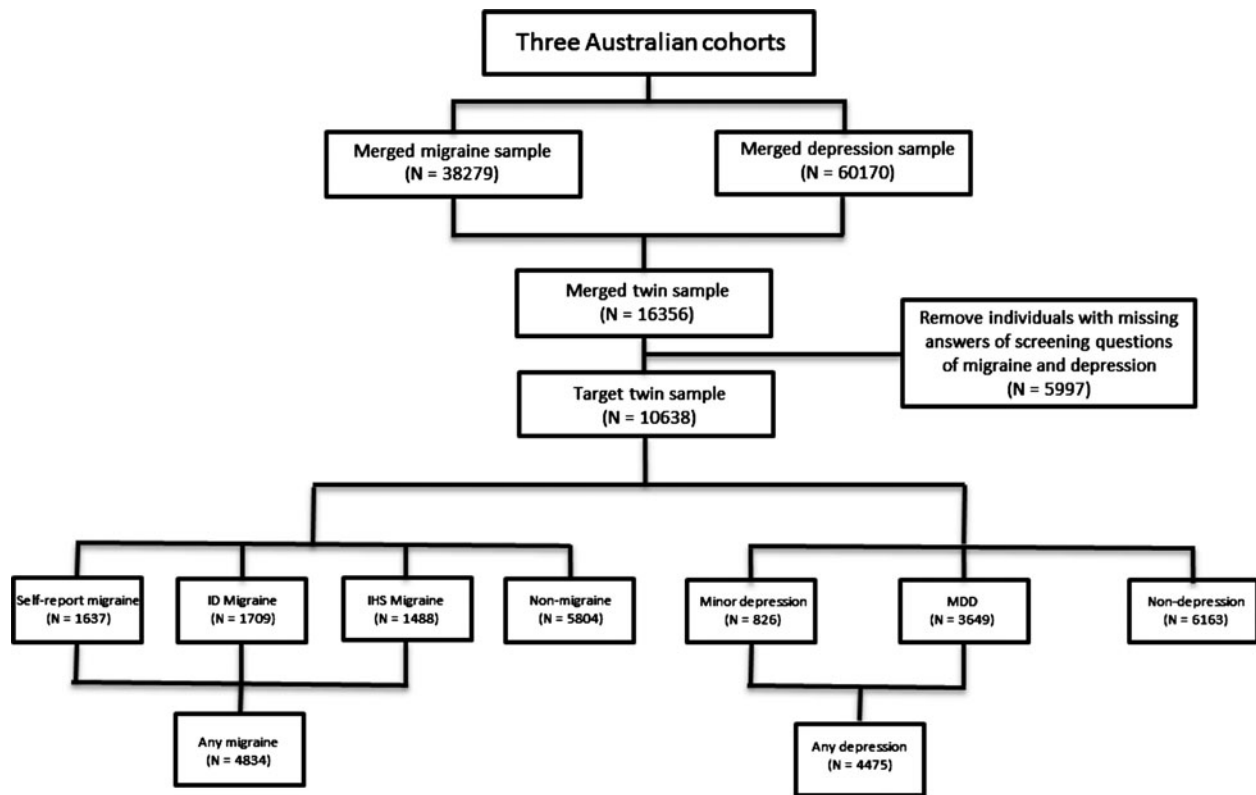 Three Australian cohorts
Merged migraine sample
(N = 38279)
Merged depression sample
(N = 60170)
Merged twin sample
(N = 16356)
Remove individuals with missing
answers of screening questions
of migraine and depression
(N = 5997)
Target twin sample
(N = 10638)
Self-report migraine
(N = 1637)
ID Migraine
(N = 1709)
IHS Migraine
(N = 1488)
Non-migraine
(N = 5804)
Minor depression
(N = 826)
MDD
(N = 3649)
Non-depression
(N = 6163)
Any migraine
(N = 4834)
Any depression
(N = 4475)